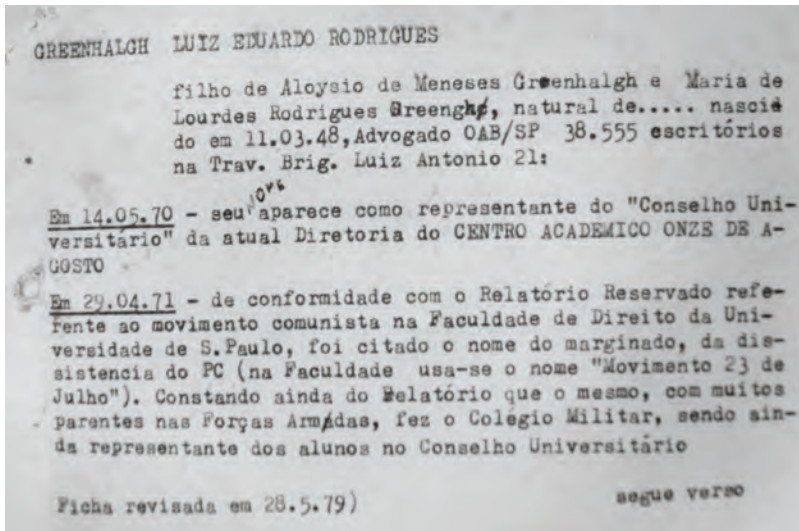 GREENHALGH LUIZ EDUARDO RODRIGUES
filho de Aloysio de Meneses Greenhalgh e Maria de
Lourdes Rodrigues Greengh, natural de..... nasci
do em 11.03.48, Advogado OAB/SP 38.555 escritórios
na Trav. Brig. Luiz Antonio 21:
nome
Em 14.05.70 - seu aparece como representante do "Conselho Uni-
versitário" da atual Diretoria do CENTRO ACADEMICO ONZE DE A-
GOSTO
Em 29.04.71 - de conformidade com o Relatório Reservado refe-
rente ao movimento comunista na Faculdade de Direito da Uni-
versidade de S.Paulo, foi citado o nome do marginado, da dis-
sistencia do PC (na Faculdade usa-se o nome "Movimento 23 de
Julho"). Constando ainda do Relatório que o mesmo, com muitos
parentes nas Forças Armadas, fez o Colégio Militar, sendo ain-
da representante dos alunos no Conselho Universitário
Ficha revisada em 28.5.79)
segue verso